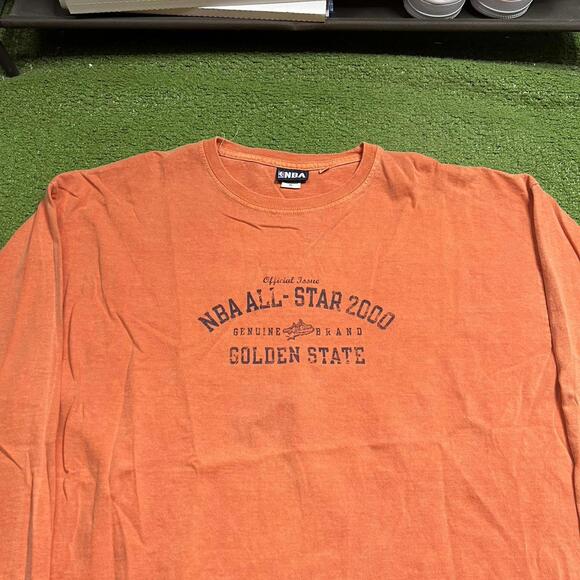 NBA
Official Issue
NBA ALL-STAR 2000
GENUINE BRAND
GOLDEN STATE